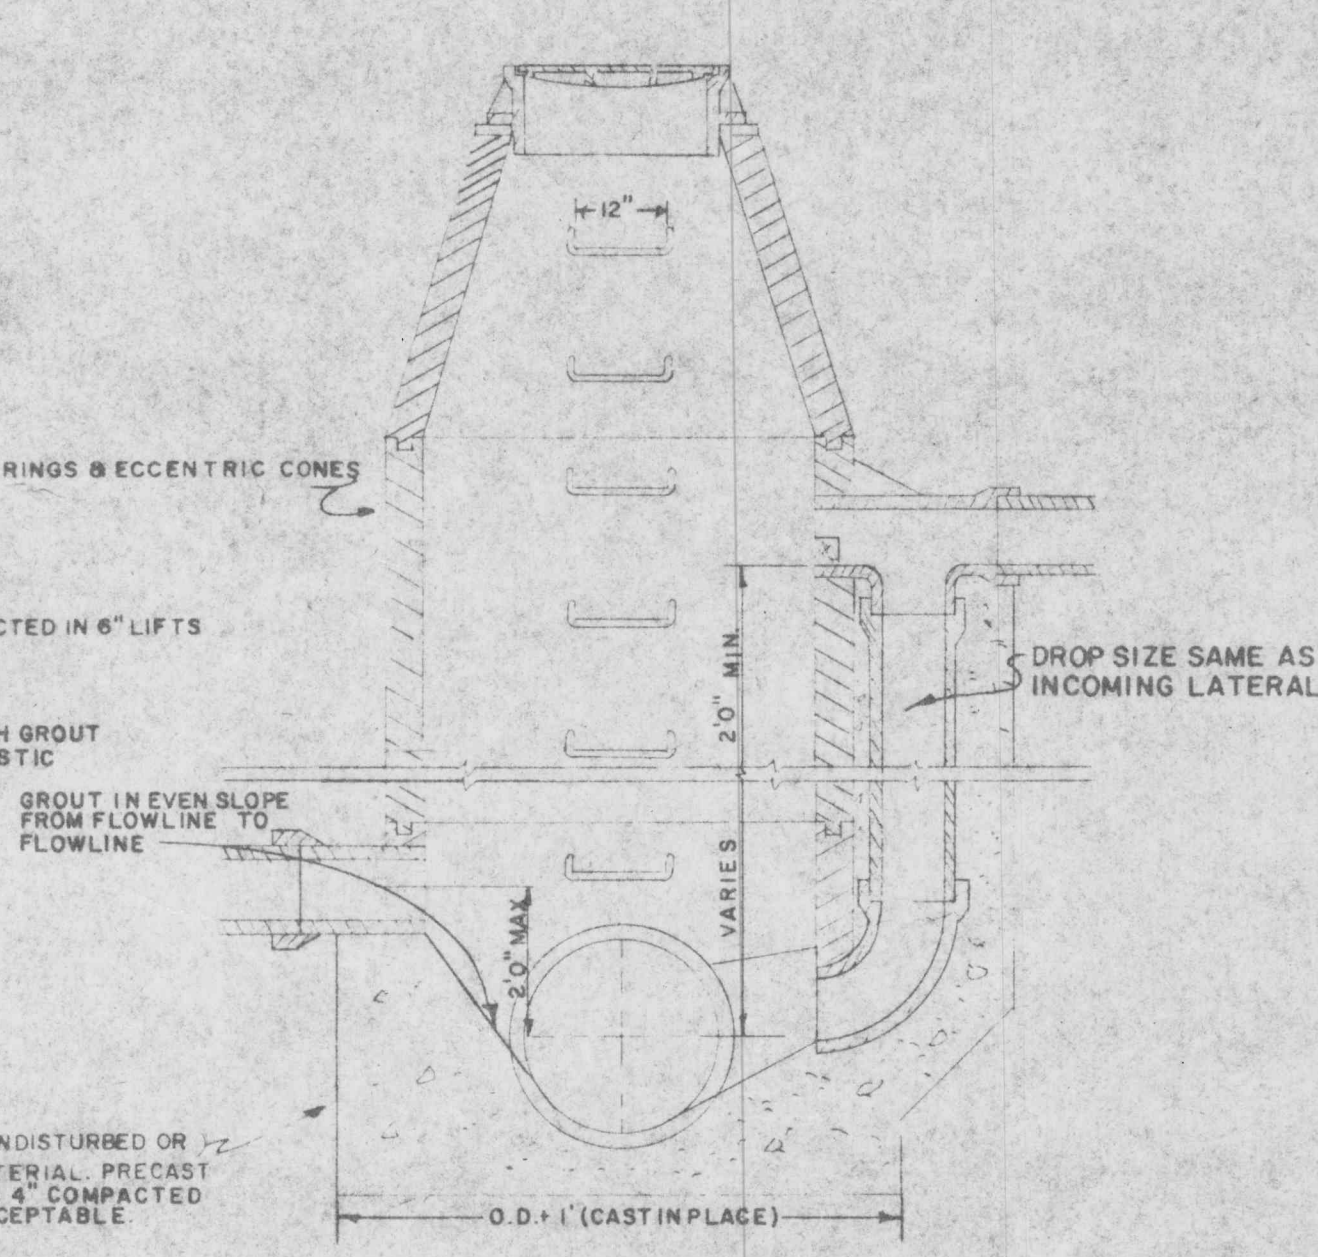 12"
RINGS & ECCENTRIC CONES
CTED IN 6" LIFTS
H GROUT
STIC
GROUT IN EVEN SLOPE
FROM FLOWLINE TO
FLOWLINE
2'0" MIN.
VARIES
2'0" MAX
DROP SIZE SAME AS
INCOMING LATERAL
NDISTURBED OR
TERIAL. PRECAST
4" COMPACTED
CEPTABLE.
O.D.+ 1' (CAST IN PLACE)